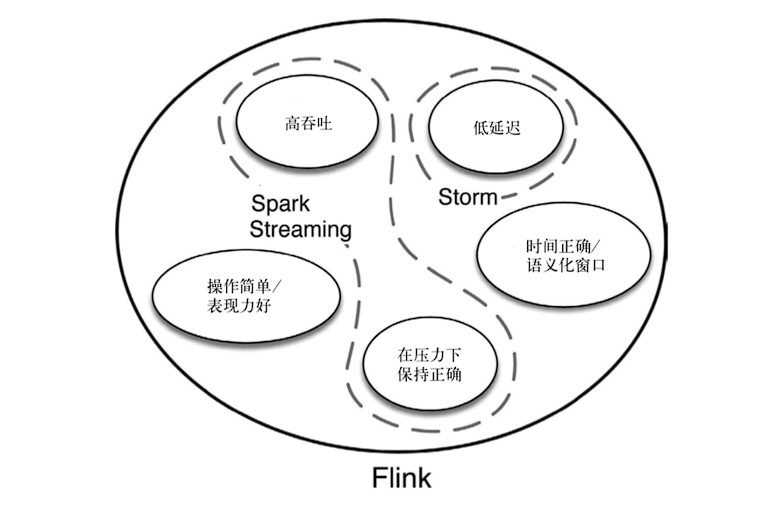 高吞吐
低延迟
Spark
Streaming
Storm
时间正确/
语义化窗口
操作简单/
表现力好
在压力下
保持正确
Flink